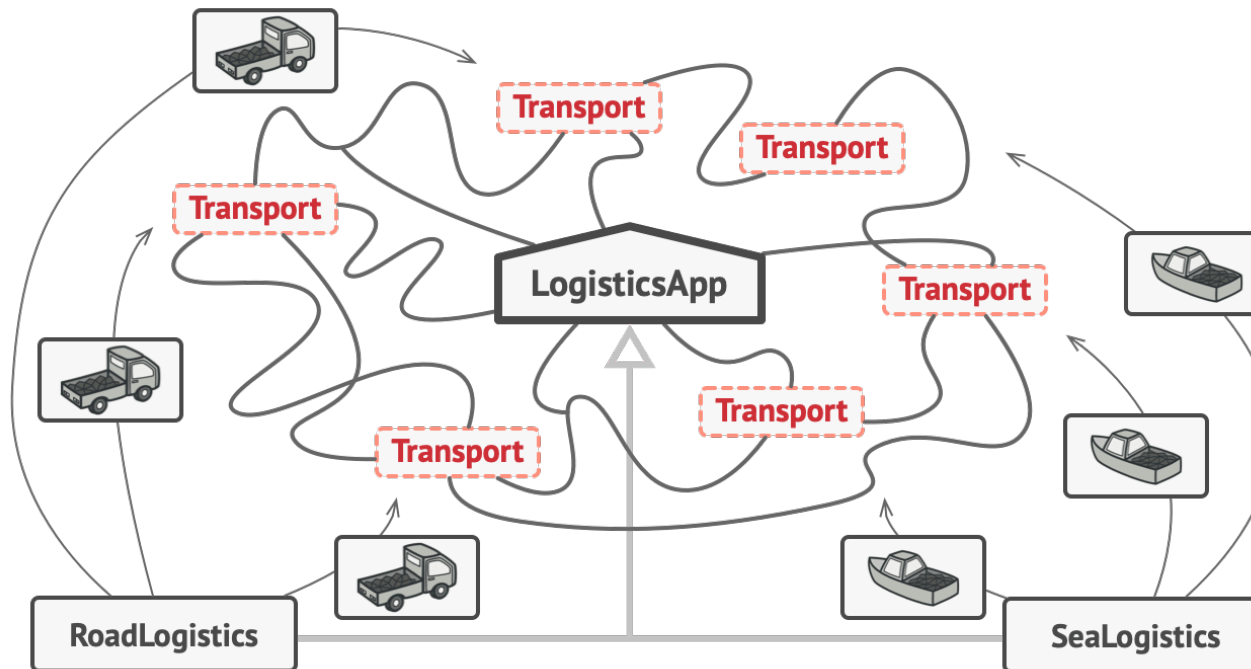 Transport
Transport
Transport
LogisticsApp
Transport
Transport
Transport
RoadLogistics
SeaLogistics